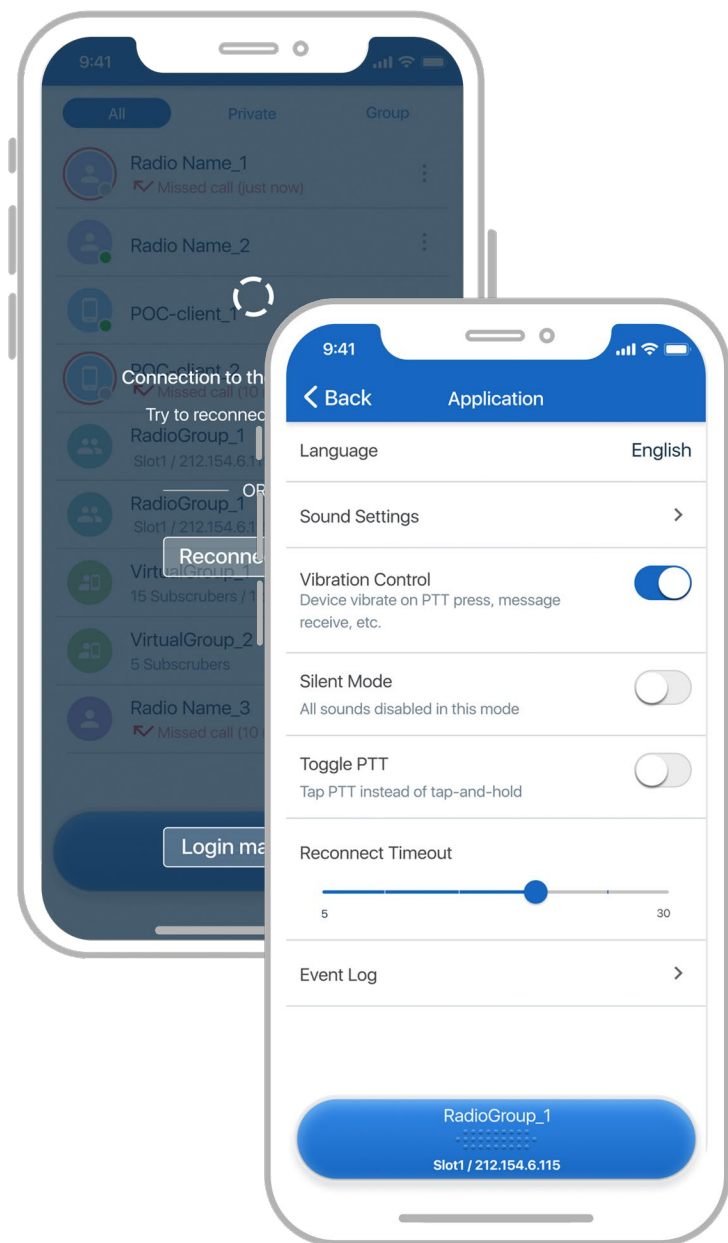 9:41
All Private Group
Radio Name_1
Missed call (just now)
Radio Name_2
POC-client_1
POC-client_2
Connection to th
Missed call (10
Try to reconnec
RadioGroup_1
Slot1 / 212.154.6.11
OR
RadioGroup_1
Slot1 / 212.154.6.1
Reconne
VirtualGroup_1
15 Subscrubers / 1
VirtualGroup_2
5 Subscrubers
Radio Name_3
Missed call (10
Login ma
9:41
Back Application
Language English
Sound Settings
Vibration Control
Device vibrate on PTT press, message
receive, etc.
Silent Mode
All sounds disabled in this mode
Toggle PTT
Tap PTT instead of tap-and-hold
Reconnect Timeout
5 30
Event Log
RadioGroup_1
Slot1 / 212.154.6.115